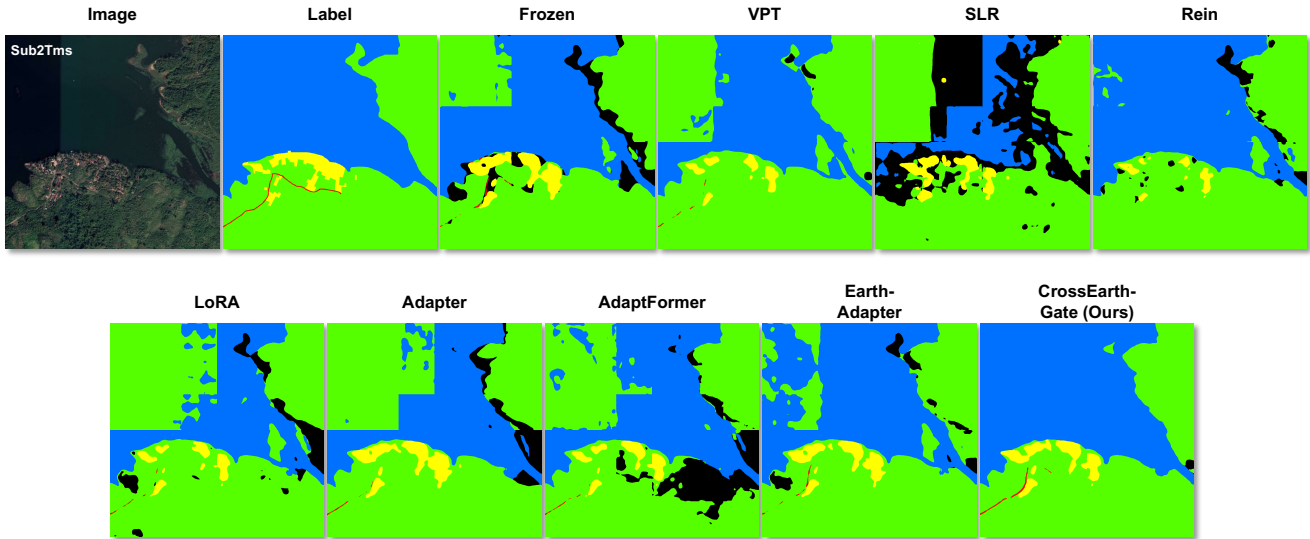 Image
Label
Frozen
VPT
SLR
Rein
Sub2Tms
LoRA
Adapter
AdaptFormer
Earth-
Adapter
CrossEarth-
Gate (Ours)